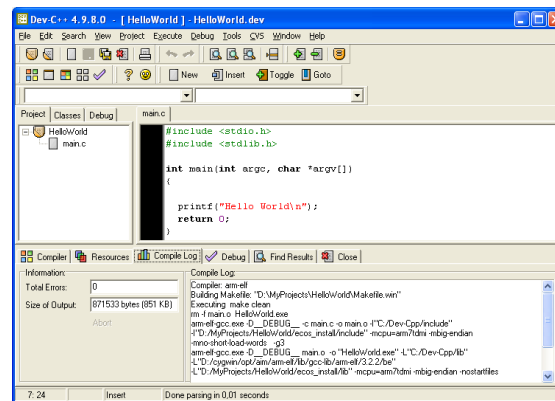 Dev-C++ 4.9.8.0 - [ HelloWorld ] - HelloWorld.dev
File Edit Search View Project Execute Debug Tools CVS Window Help
New Insert Toggle Goto
Project Classes Debug
main.c
HelloWorld
main.c
#include <stdio.h>
#include <stdlib.h>
int main(int argc, char *argv[])
{
printf("Hello World\n");
return 0;
}
Compiler Resources Compile Log Debug Find Results Close
Information:
Total Errors: 0
Size of Output: 871533 bytes (851 KB)
Abort
Compile Log:
Compiler: arm-elf
Building Makefile: "D:\MyProjects\HelloWorld\Makefile.win"
Executing make clean
rm -f main.o HelloWorld.exe
arm-elf-gcc.exe -D__DEBUG__ -c main.c -o main.o -I"C:/Dev-Cpp/include"
-I"D:/MyProjects/HelloWorld/ecos_install/include" -mcpu=arm7tdmi -mbig-endian
-mno-short-load-words -g3
arm-elf-gcc.exe -D__DEBUG__ main.o -o "HelloWorld.exe" -L"C:/Dev-Cpp/lib"
-L"D:/cygwin/opt/aim/arm-elf/lib/gcc-lib/arm-elf/3.2.2/be"
-L"D:/MyProjects/HelloWorld/ecos_install/lib" -mcpu=arm7tdmi -mbig-endian -nostartfiles
7: 24 Insert Done parsing in 0,01 seconds